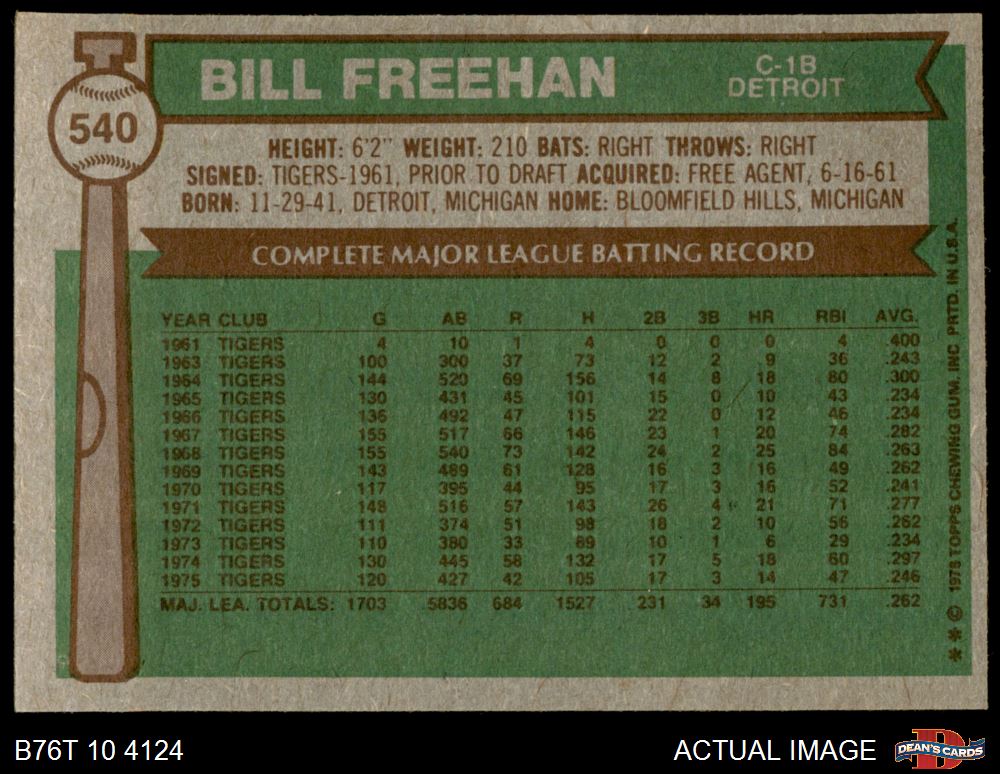 BILL FREEHAN
C-1B
DETROIT
540
HEIGHT: 6'2" WEIGHT: 210 BATS: RIGHT THROWS: RIGHT
SIGNED: TIGERS-1961, PRIOR TO DRAFT ACQUIRED: FREE AGENT, 6-16-61
BORN: 11-29-41, DETROIT, MICHIGAN HOME: BLOOMFIELD HILLS, MICHIGAN
COMPLETE MAJOR LEAGUE BATTING RECORD
YEAR CLUB G AB R H 2B 3B HR RBI AVG.
1961 TIGERS 4 10 1 4 0 0 0 4 .400
1963 TIGERS 100 300 37 73 12 2 9 36 .243
1964 TIGERS 144 520 69 156 14 8 18 80 .300
1965 TIGERS 130 431 45 101 15 0 10 43 .234
1966 TIGERS 136 492 47 115 22 0 12 46 .234
1967 TIGERS 155 517 66 146 23 1 20 74 .282
1968 TIGERS 155 540 73 142 24 2 25 84 .263
1969 TIGERS 143 489 61 128 16 3 16 49 .262
1970 TIGERS 117 395 44 95 17 3 16 52 .241
1971 TIGERS 148 516 57 143 26 4 21 71 .277
1972 TIGERS 111 374 51 98 18 2 10 56 .262
1973 TIGERS 110 380 33 89 10 1 6 29 .234
1974 TIGERS 130 445 58 132 17 5 18 60 .297
1975 TIGERS 120 427 42 105 17 3 14 47 .246
MAJ. LEA. TOTALS: 1703 5836 684 1527 231 34 195 731 .262
** © 1976 TOPPS CHEWING GUM, INC PRTD. IN U.S.A.
B76T 10 4124
ACTUAL IMAGE
D
DEAN'S CARDS